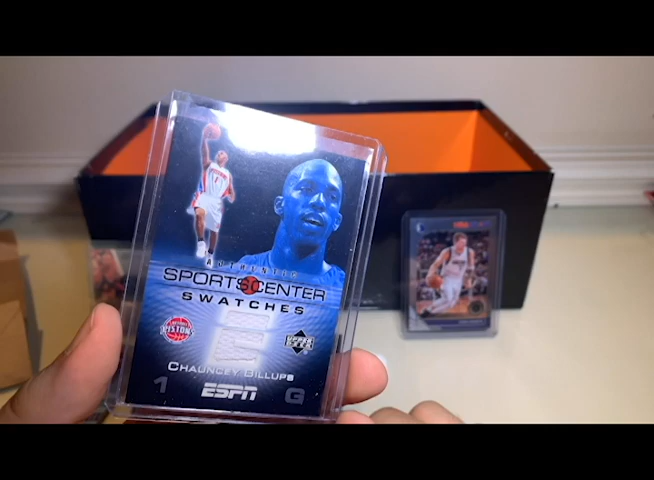 AUTHENTIC
SPORTSCENTER
SWATCHES
PISTONS
UPPER DECK
CHAUNCEY BILLUPS
1 ESPN G